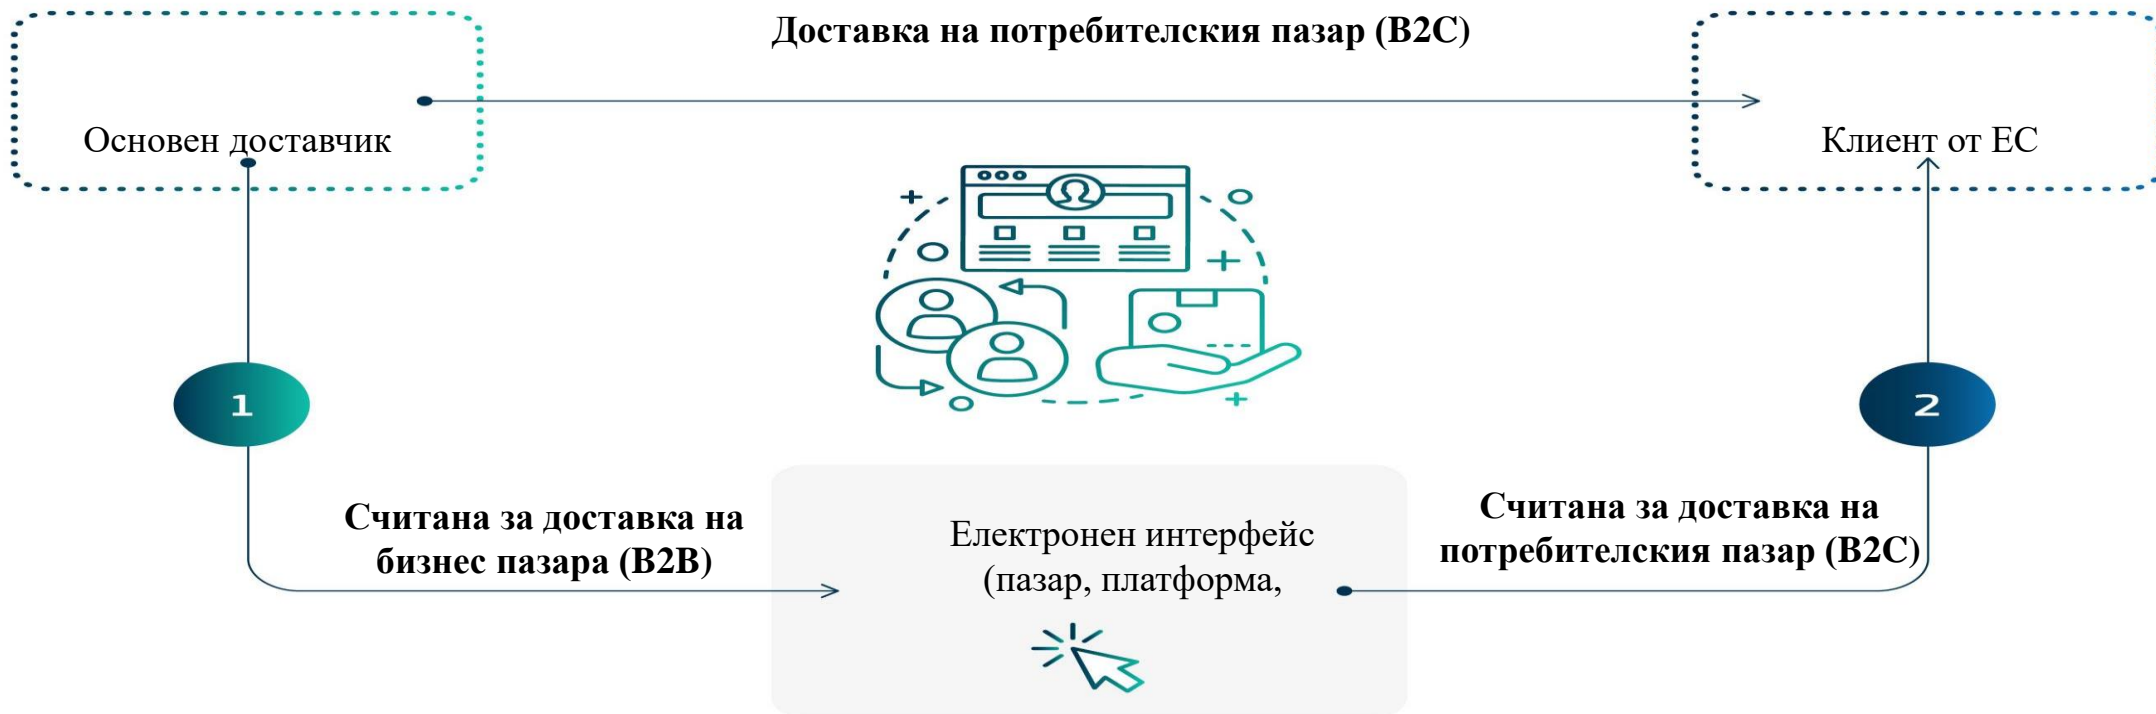 Доставка на потребителския пазар (B2C)
Основен доставчик
Клиент от ЕС
1
2
Считана за доставка на
бизнес пазара (B2B)
Електронен интерфейс
(пазар, платформа,
Считана за доставка на
потребителския пазар (B2C)